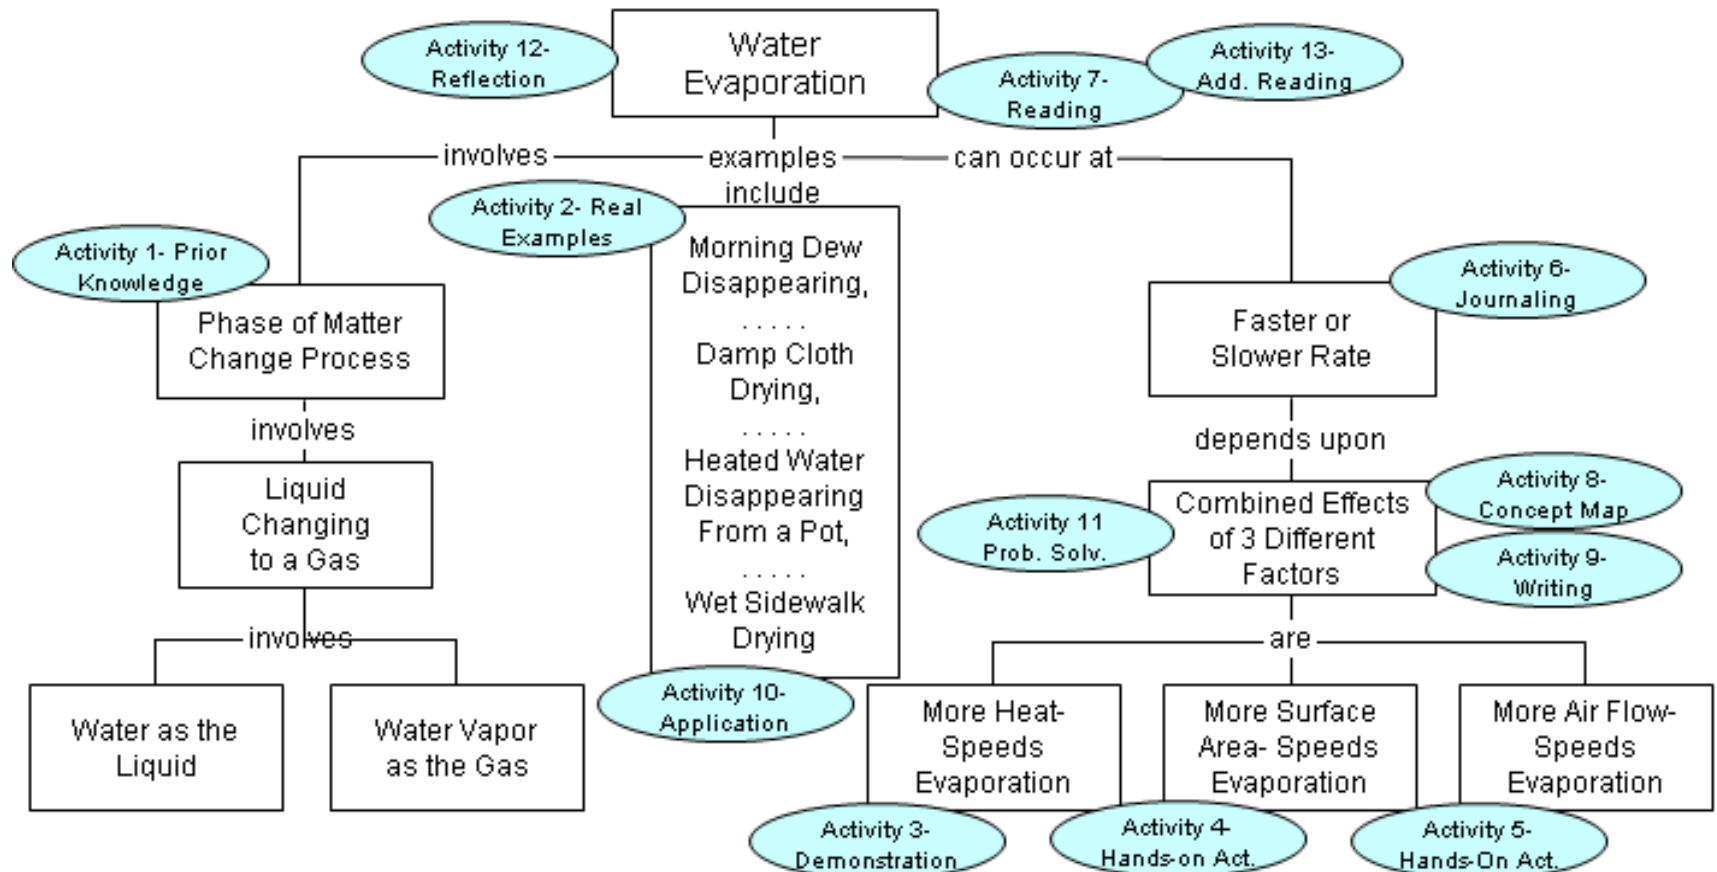 Activity 12-
Reflection
Water
Evaporation
Activity 7-
Reading
Activity 13-
Add. Reading
involves
examples
include
can occur at
Activity 2- Real
Examples
Activity 1- Prior
Knowledge
Phase of Matter
Change Process
Morning Dew
Disappearing,
. . . . .
Damp Cloth
Drying,
. . . . .
Heated Water
Disappearing
From a Pot,
. . . . .
Wet Sidewalk
Drying
Activity 10-
Application
Activity 6-
Journaling
Faster or
Slower Rate
involves
Liquid
Changing
to a Gas
involves
Water as the
Liquid
Water Vapor
as the Gas
depends upon
Activity 11
Prob. Solv.
Combined Effects
of 3 Different
Factors
Activity 8-
Concept Map
Activity 9-
Writing
are
More Heat-
Speeds
Evaporation
More Surface
Area- Speeds
Evaporation
More Air Flow-
Speeds
Evaporation
Activity 3-
Demonstration
Activity 4-
Hands-on Act.
Activity 5-
Hands-On Act.